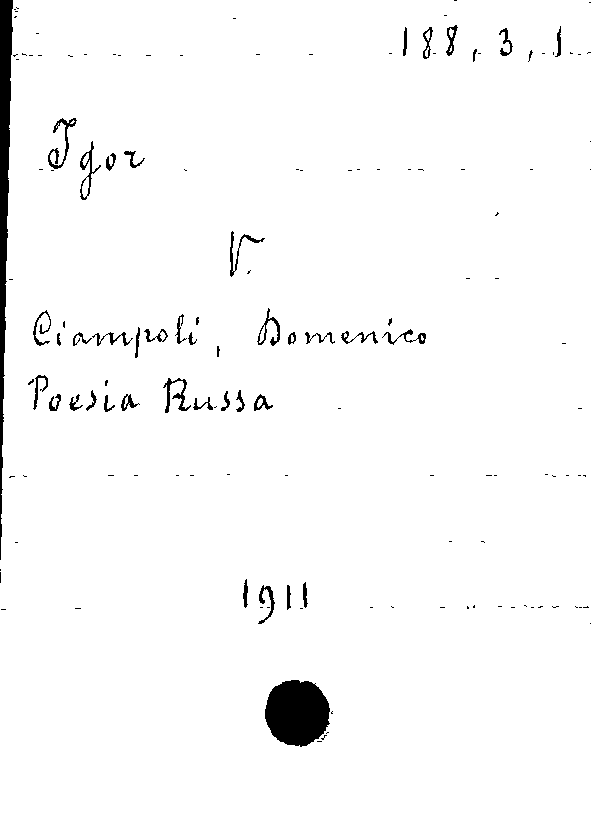 188, 3, 1
Igor
V.
Ciampoli, Domenico
Poesia Russa
1911